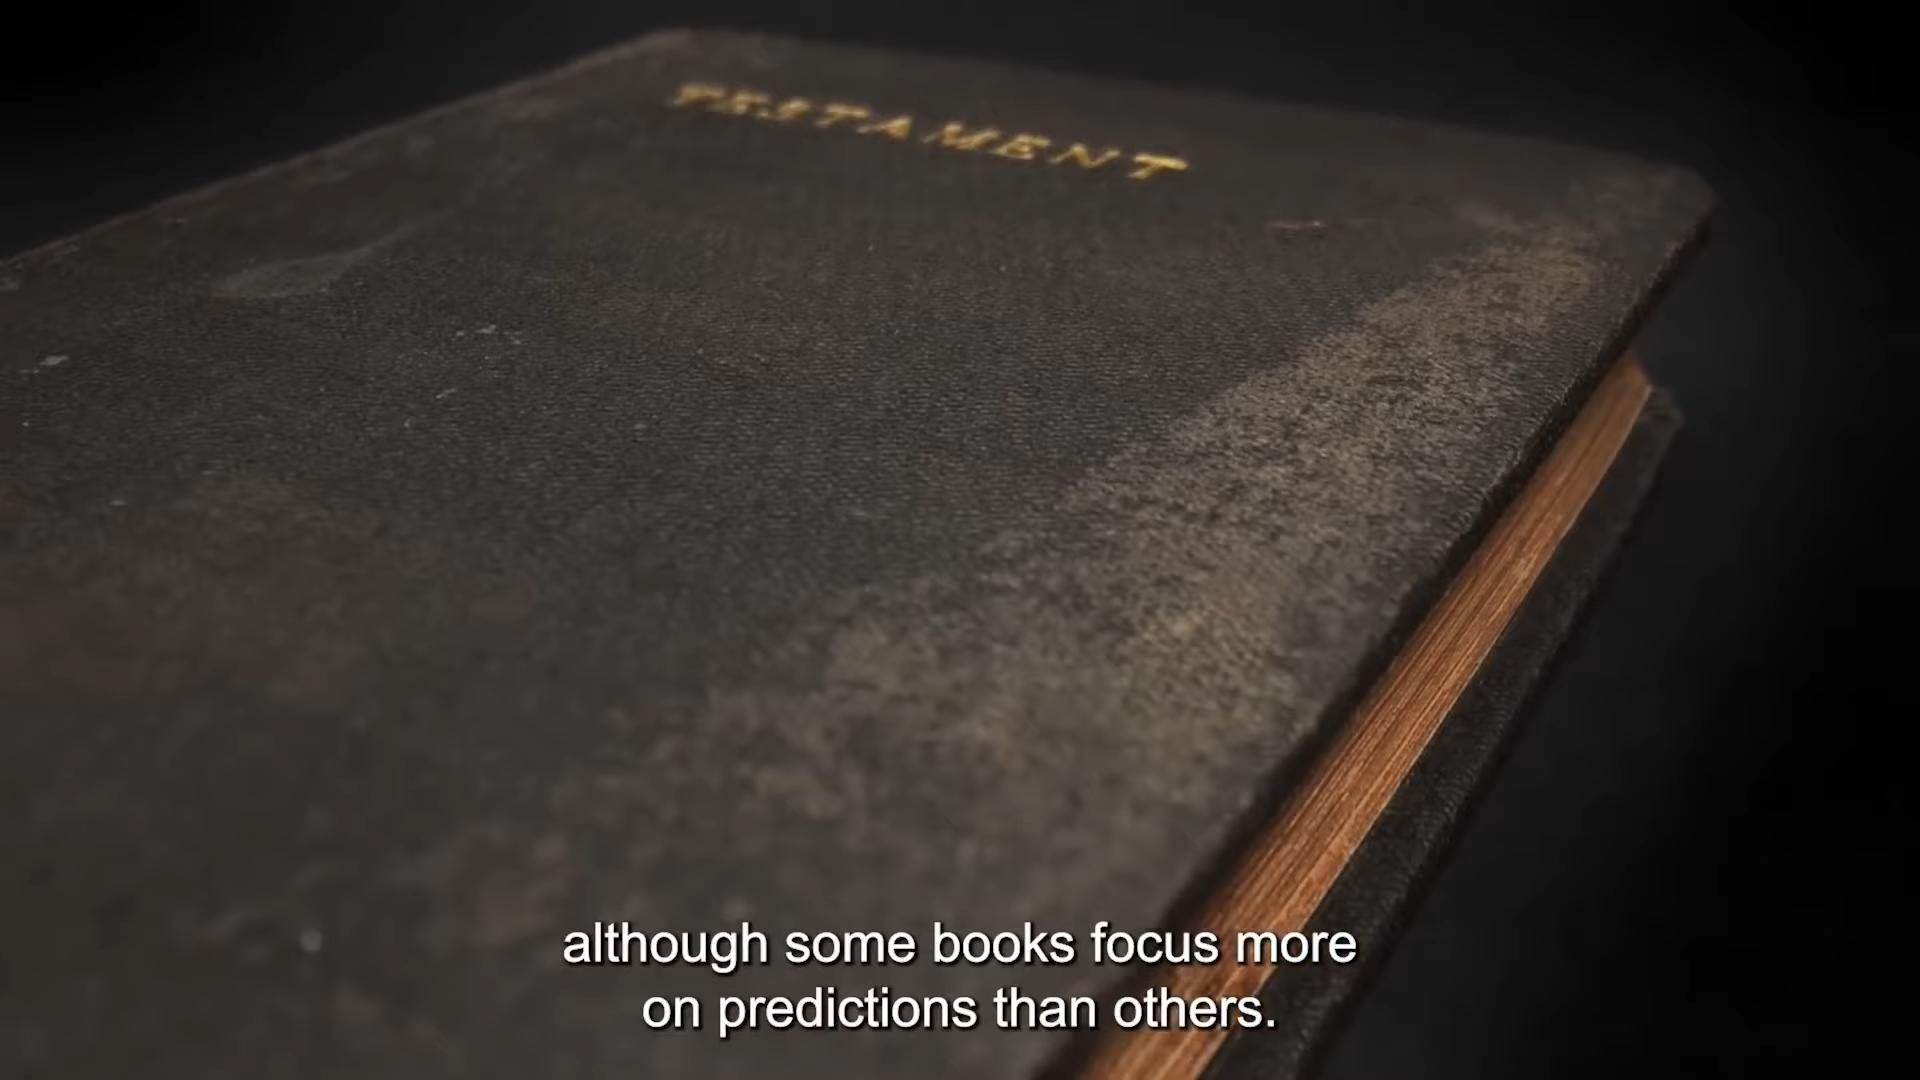 TESTAMENT
although some books focus more
on predictions than others.